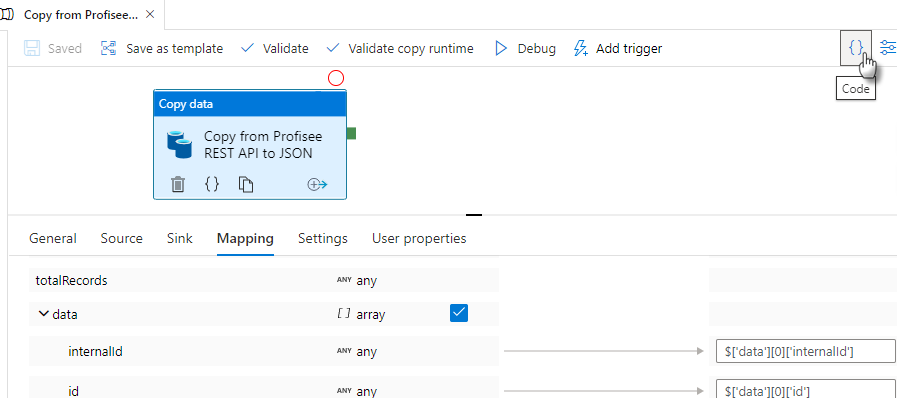 Copy from Profisee...
Saved
Save as template
Validate
Validate copy runtime
Debug
Add trigger
{}
Code
Copy data
Copy from Profisee
REST API to JSON
{}
General
Source
Sink
Mapping
Settings
User properties
totalRecords
ANY any
data
[] array
internalId
ANY any
$['data'][0]['internalId']
id
ANY any
$['data'][0]['id']